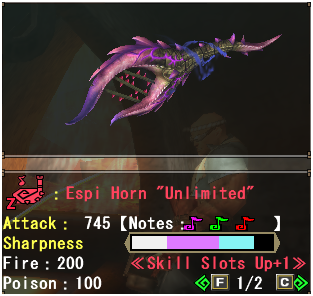 Z : Espi Horn "Unlimited"
Attack : 745 【Notes : 】
Sharpness
Fire : 200 ≪Skill Slots Up+1≫
Poison : 100 F 1/2 C